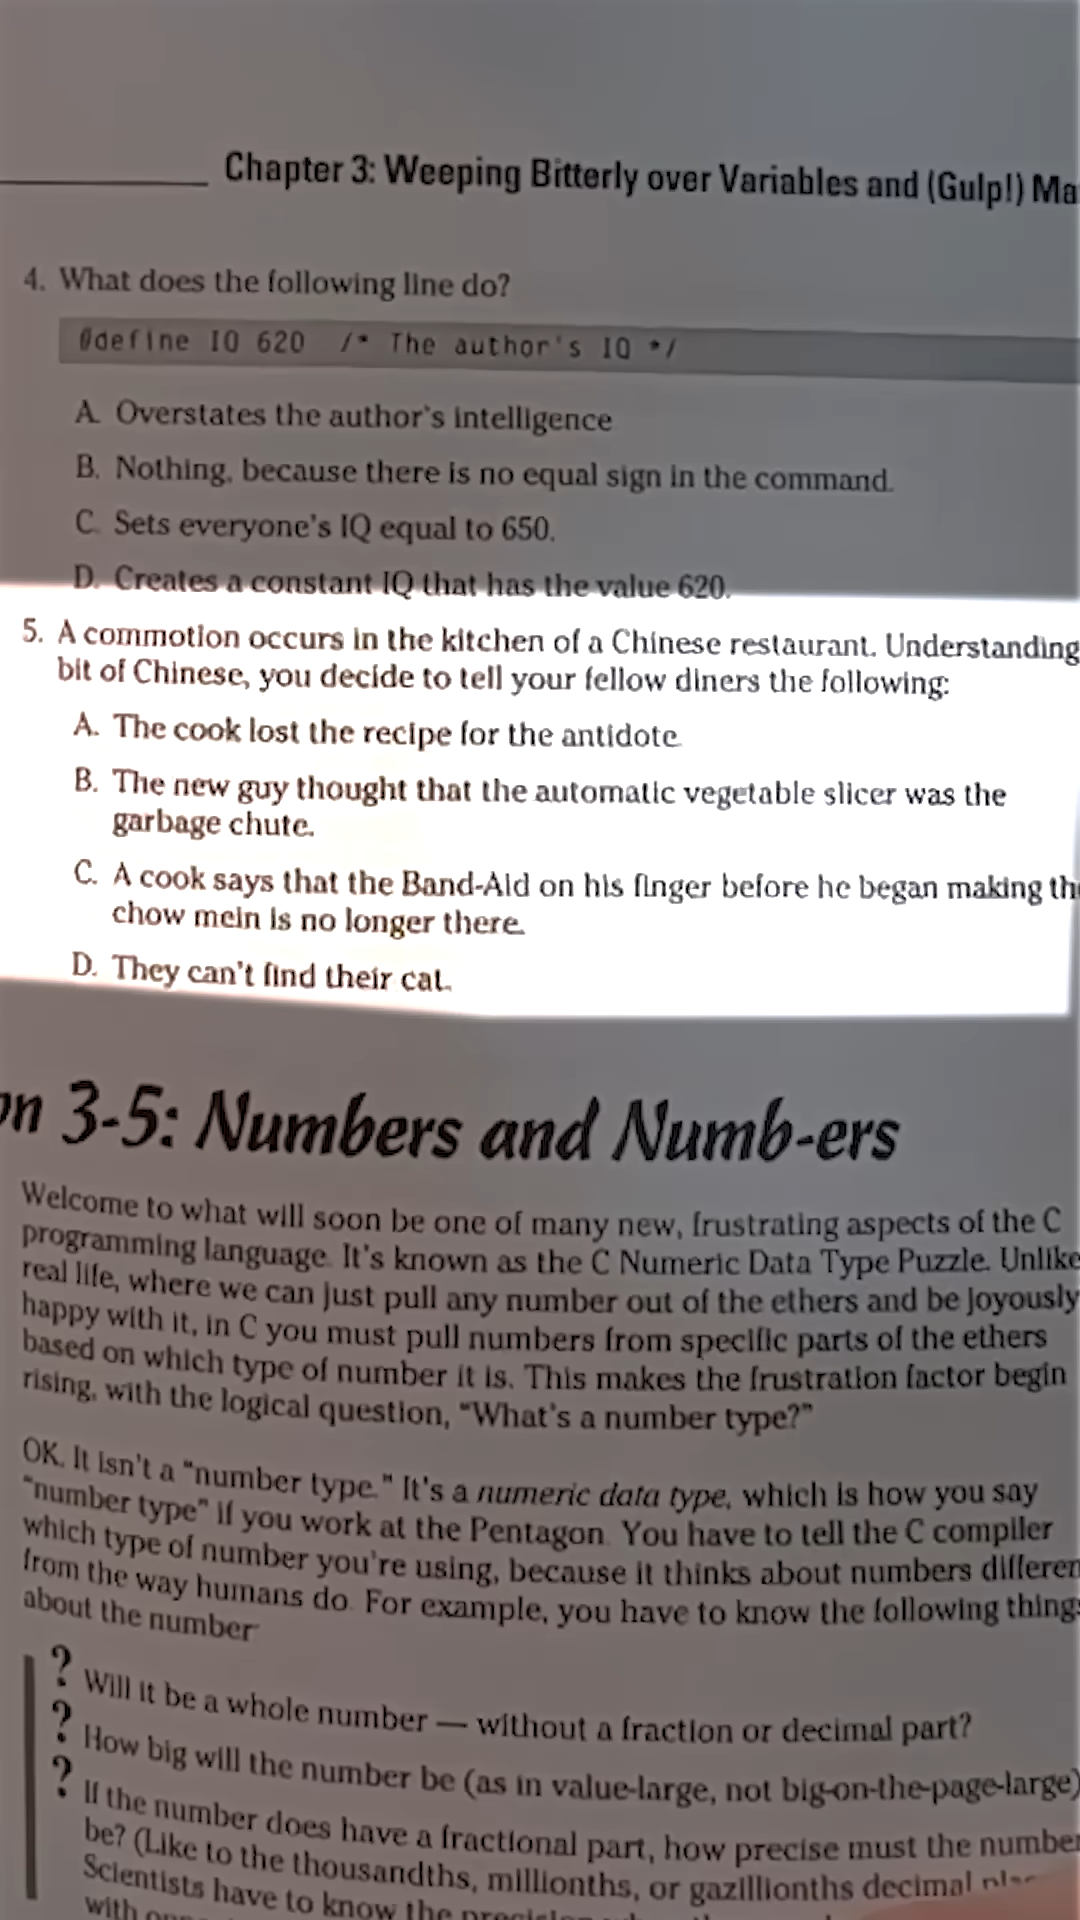 Chapter 3: Weeping Bitterly over Variables and (Gulp!) Ma
4. What does the following line do?
#define IQ 620 /* The author's IQ */
A. Overstates the author's intelligence
B. Nothing, because there is no equal sign in the command.
C. Sets everyone's IQ equal to 650.
D. Creates a constant IQ that has the value 620.
5. A commotion occurs in the kitchen of a Chinese restaurant. Understanding
bit of Chinese, you decide to tell your fellow diners the following:
A. The cook lost the recipe for the antidote.
B. The new guy thought that the automatic vegetable slicer was the
garbage chute.
C. A cook says that the Band-Aid on his finger before he began making the
chow mein is no longer there.
D. They can't find their cat.
on 3-5: Numbers and Numb-ers
Welcome to what will soon be one of many new, frustrating aspects of the C
programming language. It's known as the C Numeric Data Type Puzzle. Unlike
real life, where we can just pull any number out of the ethers and be joyously
happy with it, in C you must pull numbers from specific parts of the ethers
based on which type of number it is. This makes the frustration factor begin
rising, with the logical question, "What's a number type?"
OK. It isn't a "number type." It's a numeric data type, which is how you say
"number type" if you work at the Pentagon. You have to tell the C compiler
which type of number you're using, because it thinks about numbers differen
from the way humans do. For example, you have to know the following things
about the number
? Will it be a whole number — without a fraction or decimal part?
? How big will the number be (as in value-large, not big-on-the-page-large)
? If the number does have a fractional part, how precise must the number
be? (Like to the thousandths, millionths, or gazillionths decimal
Scientists have to know the
with